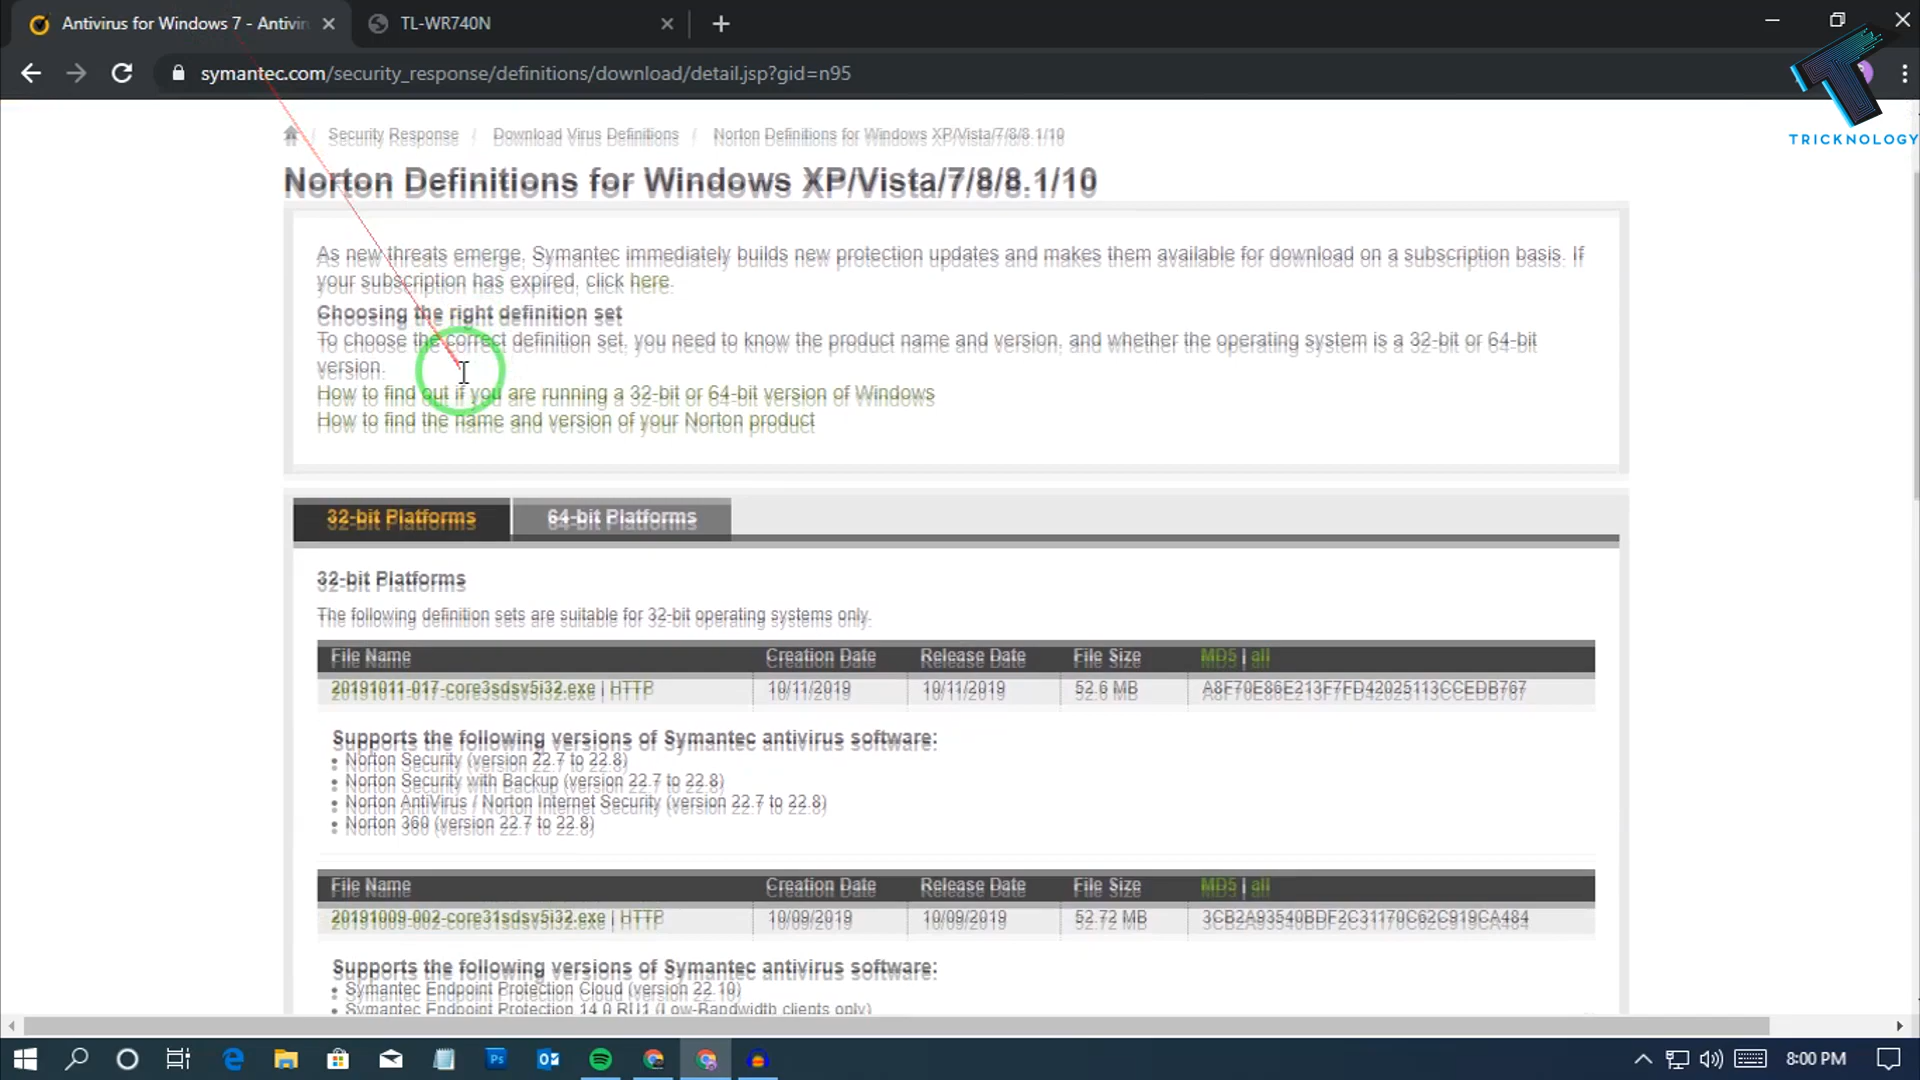 Antivirus for Windows 7 - Antivir
TL-WR740N
symantec.com/security_response/definitions/download/detail.jsp?gid=n95
TRICKNOLOGY
/ Security Response / Download Virus Definitions / Norton Definitions for Windows XP/Vista/7/8/8.1/10
Norton Definitions for Windows XP/Vista/7/8/8.1/10
As new threats emerge, Symantec immediately builds new protection updates and makes them available for download on a subscription basis. If
your subscription has expired, click here.
Choosing the right definition set
To choose the correct definition set, you need to know the product name and version, and whether the operating system is a 32-bit or 64-bit
version.
How to find out if you are running a 32-bit or 64-bit version of Windows
How to find the name and version of your Norton product
32-bit Platforms 64-bit Platforms
32-bit Platforms
The following definition sets are suitable for 32-bit operating systems only.
File Name Creation Date Release Date File Size MD5 | all
20191011-017-core3sdsv5i32.exe | HTTP 10/11/2019 10/11/2019 52.6 MB A8F70E86E213F7FD42025113CCEDB767
Supports the following versions of Symantec antivirus software:
• Norton Security (version 22.7 to 22.8)
• Norton Security with Backup (version 22.7 to 22.8)
• Norton AntiVirus / Norton Internet Security (version 22.7 to 22.8)
• Norton 360 (version 22.7 to 22.8)
File Name Creation Date Release Date File Size MD5 | all
20191009-002-core31sdsv5i32.exe | HTTP 10/09/2019 10/09/2019 52.72 MB 3CB2A93540BDF2C31170C62C919CA484
Supports the following versions of Symantec antivirus software:
• Symantec Endpoint Protection Cloud (version 22.10)
• Symantec Endpoint Protection 14.0 RU1 (Low-Bandwidth clients only)
8:00 PM